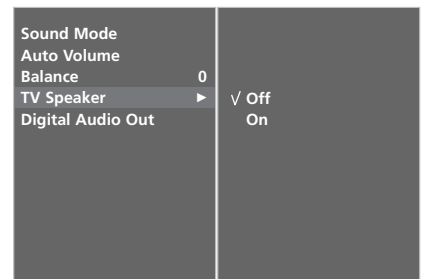 Sound Mode
Auto Volume
Balance 0
TV Speaker ► √ Off
Digital Audio Out On